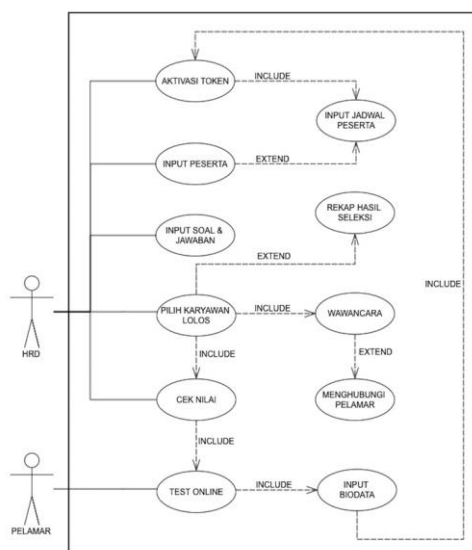 AKTIVASI TOKEN
INCLUDE
INPUT JADWAL
PESERTA
INPUT PESERTA
EXTEND
REKAP HASIL
SELEKSI
INPUT SOAL &
JAWABAN
EXTEND
INCLUDE
PILIH KARYAWAN
LOLOS
INCLUDE
WAWANCARA
HRD
INCLUDE
EXTEND
CEK NILAI
MENGHUBUNGI
PELAMAR
INCLUDE
TEST ONLINE
INCLUDE
INPUT
BIODATA
PELAMAR